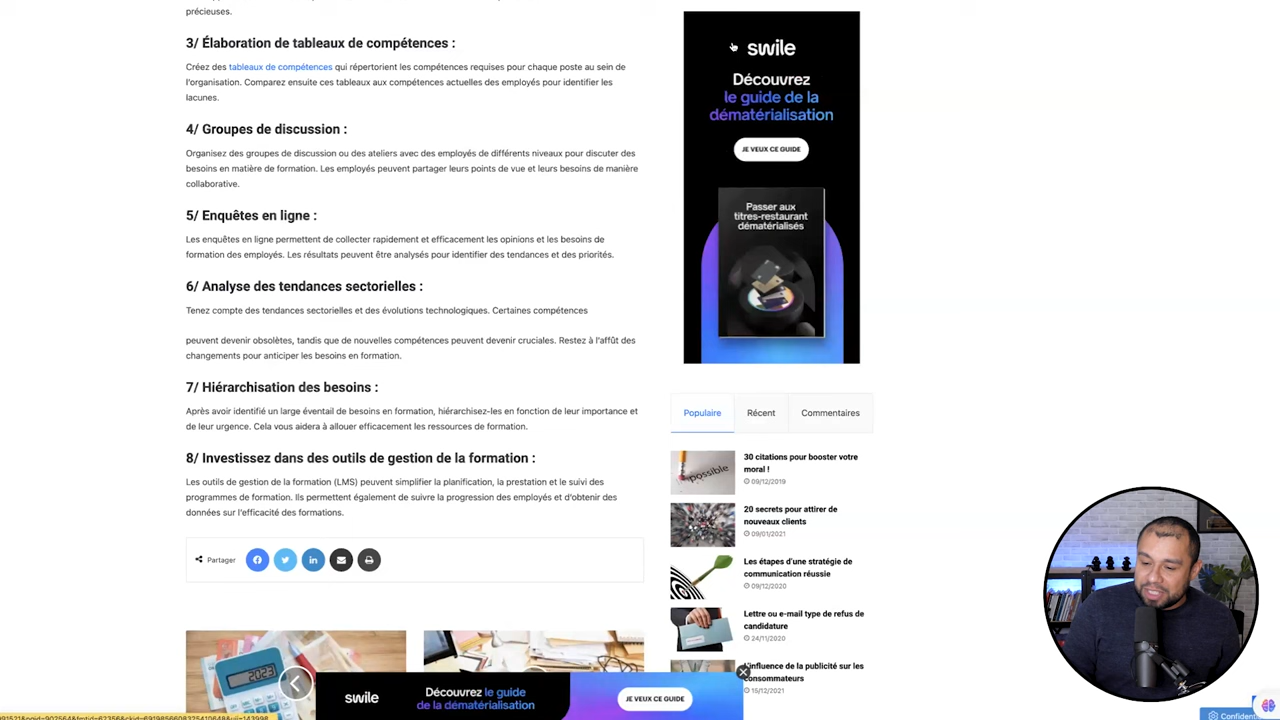 précieuses.
3/ Élaboration de tableaux de compétences :
Créez des tableaux de compétences qui répertorient les compétences requises pour chaque poste au sein de
l'organisation. Comparez ensuite ces tableaux aux compétences actuelles des employés pour identifier les
lacunes.
4/ Groupes de discussion :
Organisez des groupes de discussion ou des ateliers avec des employés de différents niveaux pour discuter des
besoins en matière de formation. Les employés peuvent partager leurs points de vue et leurs besoins de manière
collaborative.
5/ Enquêtes en ligne :
Les enquêtes en ligne permettent de collecter rapidement et efficacement les opinions et les besoins de
formation des employés. Les résultats peuvent être analysés pour identifier des tendances et des priorités.
6/ Analyse des tendances sectorielles :
Tenez compte des tendances sectorielles et des évolutions technologiques. Certaines compétences
peuvent devenir obsolètes, tandis que de nouvelles compétences peuvent devenir cruciales. Restez à l'affût des
changements pour anticiper les besoins en formation.
7/ Hiérarchisation des besoins :
Après avoir identifié un large éventail de besoins en formation, hiérarchisez-les en fonction de leur importance et
de leur urgence. Cela vous aidera à allouer efficacement les ressources de formation.
8/ Investissez dans des outils de gestion de la formation :
Les outils de gestion de la formation (LMS) peuvent simplifier la planification, la prestation et le suivi des
programmes de formation. Ils permettent également de suivre la progression des employés et d'obtenir des
données sur l'efficacité des formations.
Partager
2023
swile
Découvrez
le guide de la
dématérialisation
JE VEUX CE GUIDE
Passer aux
titres-restaurant
dématérialisés
Populaire
Récent
Commentaires
possible
30 citations pour booster votre
moral !
09/12/2019
20 secrets pour attirer de
nouveaux clients
09/01/2021
Les étapes d'une stratégie de
communication réussie
09/12/2020
Lettre ou e-mail type de refus de
candidature
24/11/2020
L'influence de la publicité sur les
consommateurs
15/12/2021
swile
Découvrez le guide
de la dématérialisation
JE VEUX CE GUIDE